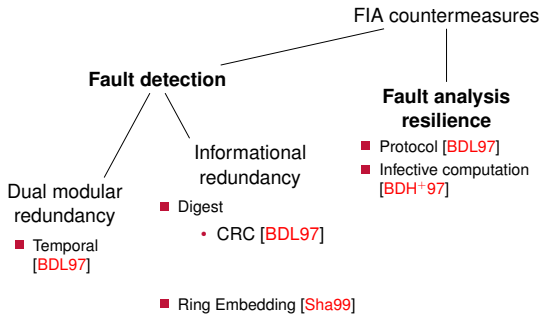 FIA countermeasures
Fault detection
Fault analysis
resilience
Protocol [BDL97]
Infective computation
[BDH+97]
Informational
redundancy
Digest
CRC [BDL97]
Ring Embedding [Sha99]
Dual modular
redundancy
Temporal
[BDL97]